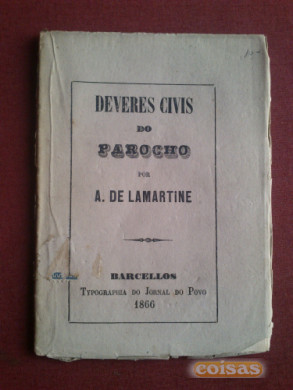 DEVERES CIVIS
DO
PAROCHO
POR
A. DE LAMARTINE
BARCELLOS
TYPOGRAPHIA DO JORNAL DO POVO
1866
coisas